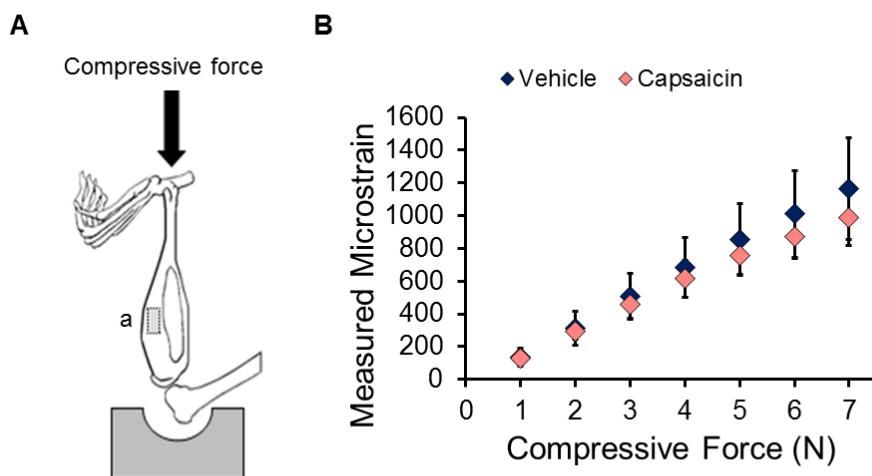 A
Compressive force
a
B
Vehicle Capsaicin
Measured Microstrain
1600
1400
1200
1000
800
600
400
200
0
0 1 2 3 4 5 6 7
Compressive Force (N)